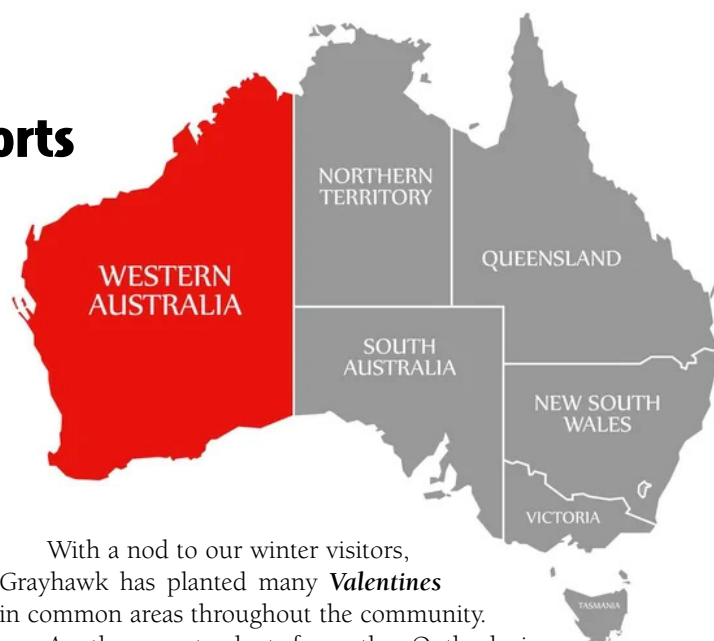 orts
NORTHERN
TERRITORY
QUEENSLAND
WESTERN
AUSTRALIA
SOUTH
AUSTRALIA
NEW SOUTH
WALES
VICTORIA
TASMANIA
With a nod to our winter visitors,
Grayhawk has planted many Valentines
in common areas throughout the community.